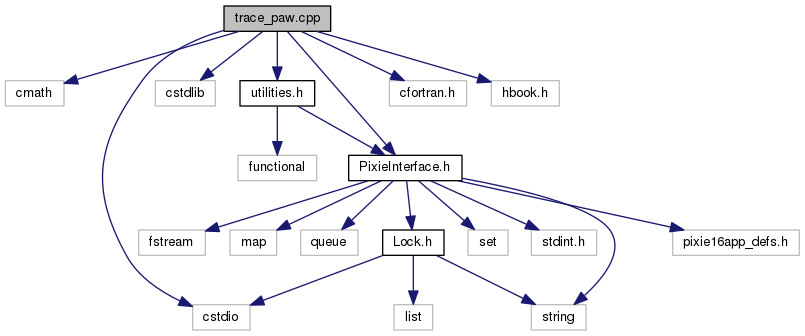 trace_paw.cpp
cmath
cstdlib
utilities.h
cfortran.h
hbook.h
functional
PixieInterface.h
fstream
map
queue
Lock.h
set
stdint.h
pixie16app_defs.h
cstdio
list
string